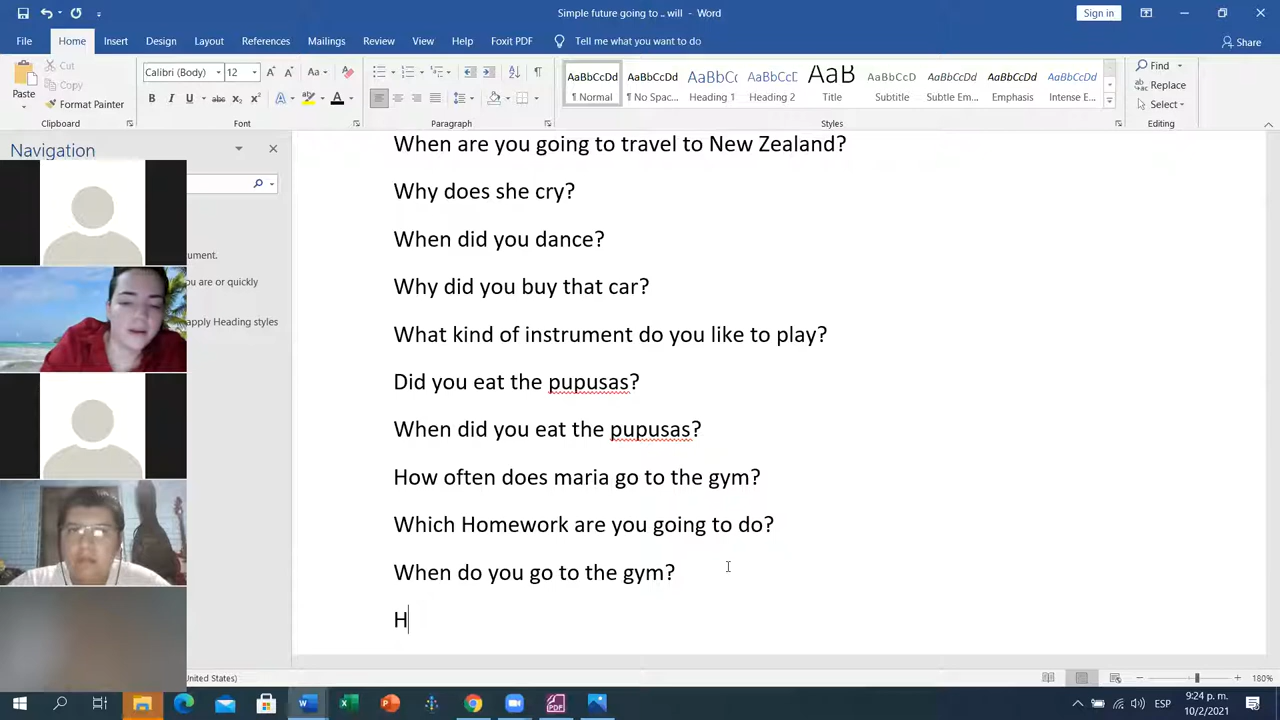 Simple future going to .. will - Word
Sign in
File Home Insert Design Layout References Mailings Review View Help Foxit PDF Tell me what you want to do Share
Paste
Cut
Copy
Format Painter
Calibri (Body) 12
Aa
B I U abc X₂ X²
AaBbCcDd AaBbCcDd AaBbC( AaBbCcE AaB AaBbCcD AaBbCcDd AaBbCcDd AaBbCcDd
¶ Normal ¶ No Spac... Heading 1 Heading 2 Title Subtitle Subtle Em... Emphasis Intense E...
Find
Replace
Select
Clipboard Font Paragraph Styles Editing
Navigation
ument.
ou are or quickly
apply Heading styles
When are you going to travel to New Zealand?
Why does she cry?
When did you dance?
Why did you buy that car?
What kind of instrument do you like to play?
Did you eat the pupusas?
When did you eat the pupusas?
How often does maria go to the gym?
Which Homework are you going to do?
When do you go to the gym?
H
United States)
180%
ESP
9:24 p. m.
10/2/2021